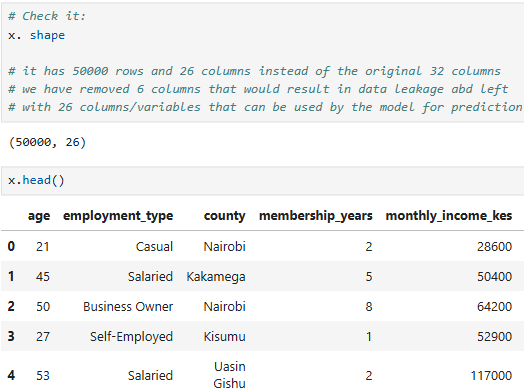 # Check it:
x. shape
# it has 50000 rows and 26 columns instead of the original 32 columns
# we have removed 6 columns that would result in data leakage abd left
# with 26 columns/variables that can be used by the model for prediction
(50000, 26)
x.head()
age employment_type county membership_years monthly_income_kes
0 21 Casual Nairobi 2 28600
1 45 Salaried Kakamega 5 50400
2 50 Business Owner Nairobi 8 64200
3 27 Self-Employed Kisumu 1 52900
4 53 Salaried Uasin Gishu 2 117000